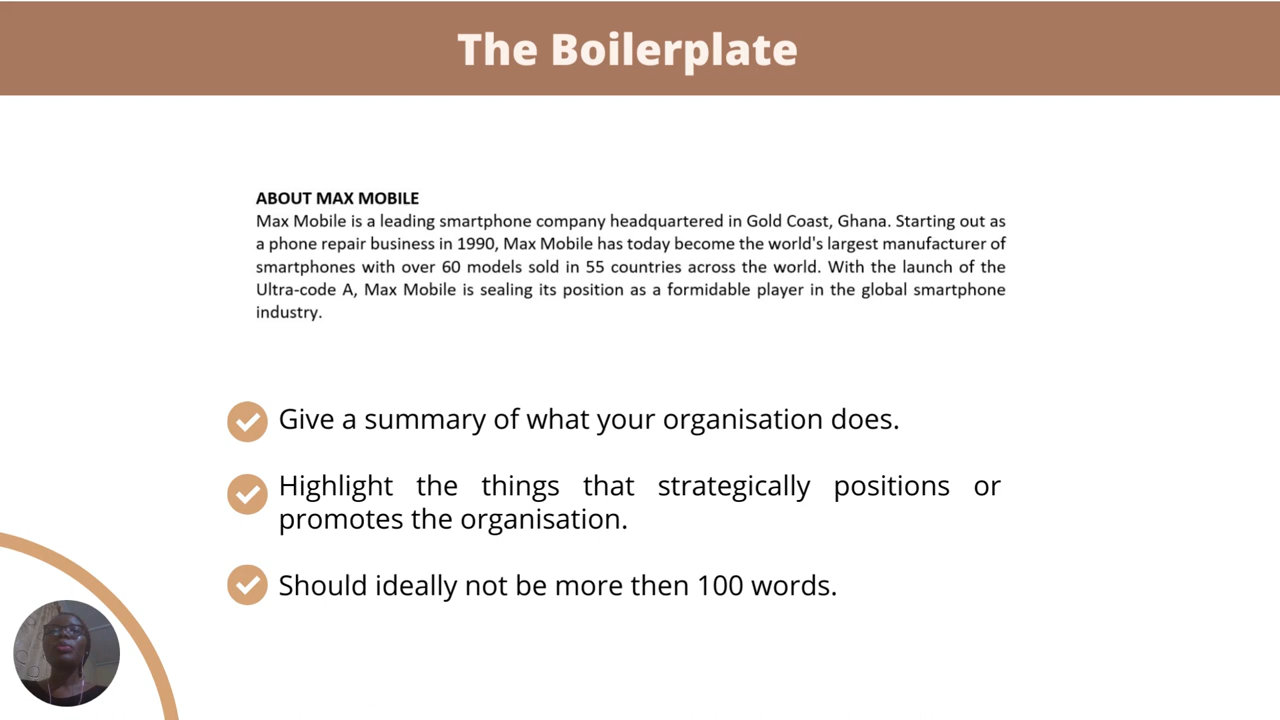 The Boilerplate
ABOUT MAX MOBILE
Max Mobile is a leading smartphone company headquartered in Gold Coast, Ghana. Starting out as
a phone repair business in 1990, Max Mobile has today become the world's largest manufacturer of
smartphones with over 60 models sold in 55 countries across the world. With the launch of the
Ultra-code A, Max Mobile is sealing its position as a formidable player in the global smartphone
industry.
Give a summary of what your organisation does.
Highlight the things that strategically positions or
promotes the organisation.
Should ideally not be more then 100 words.